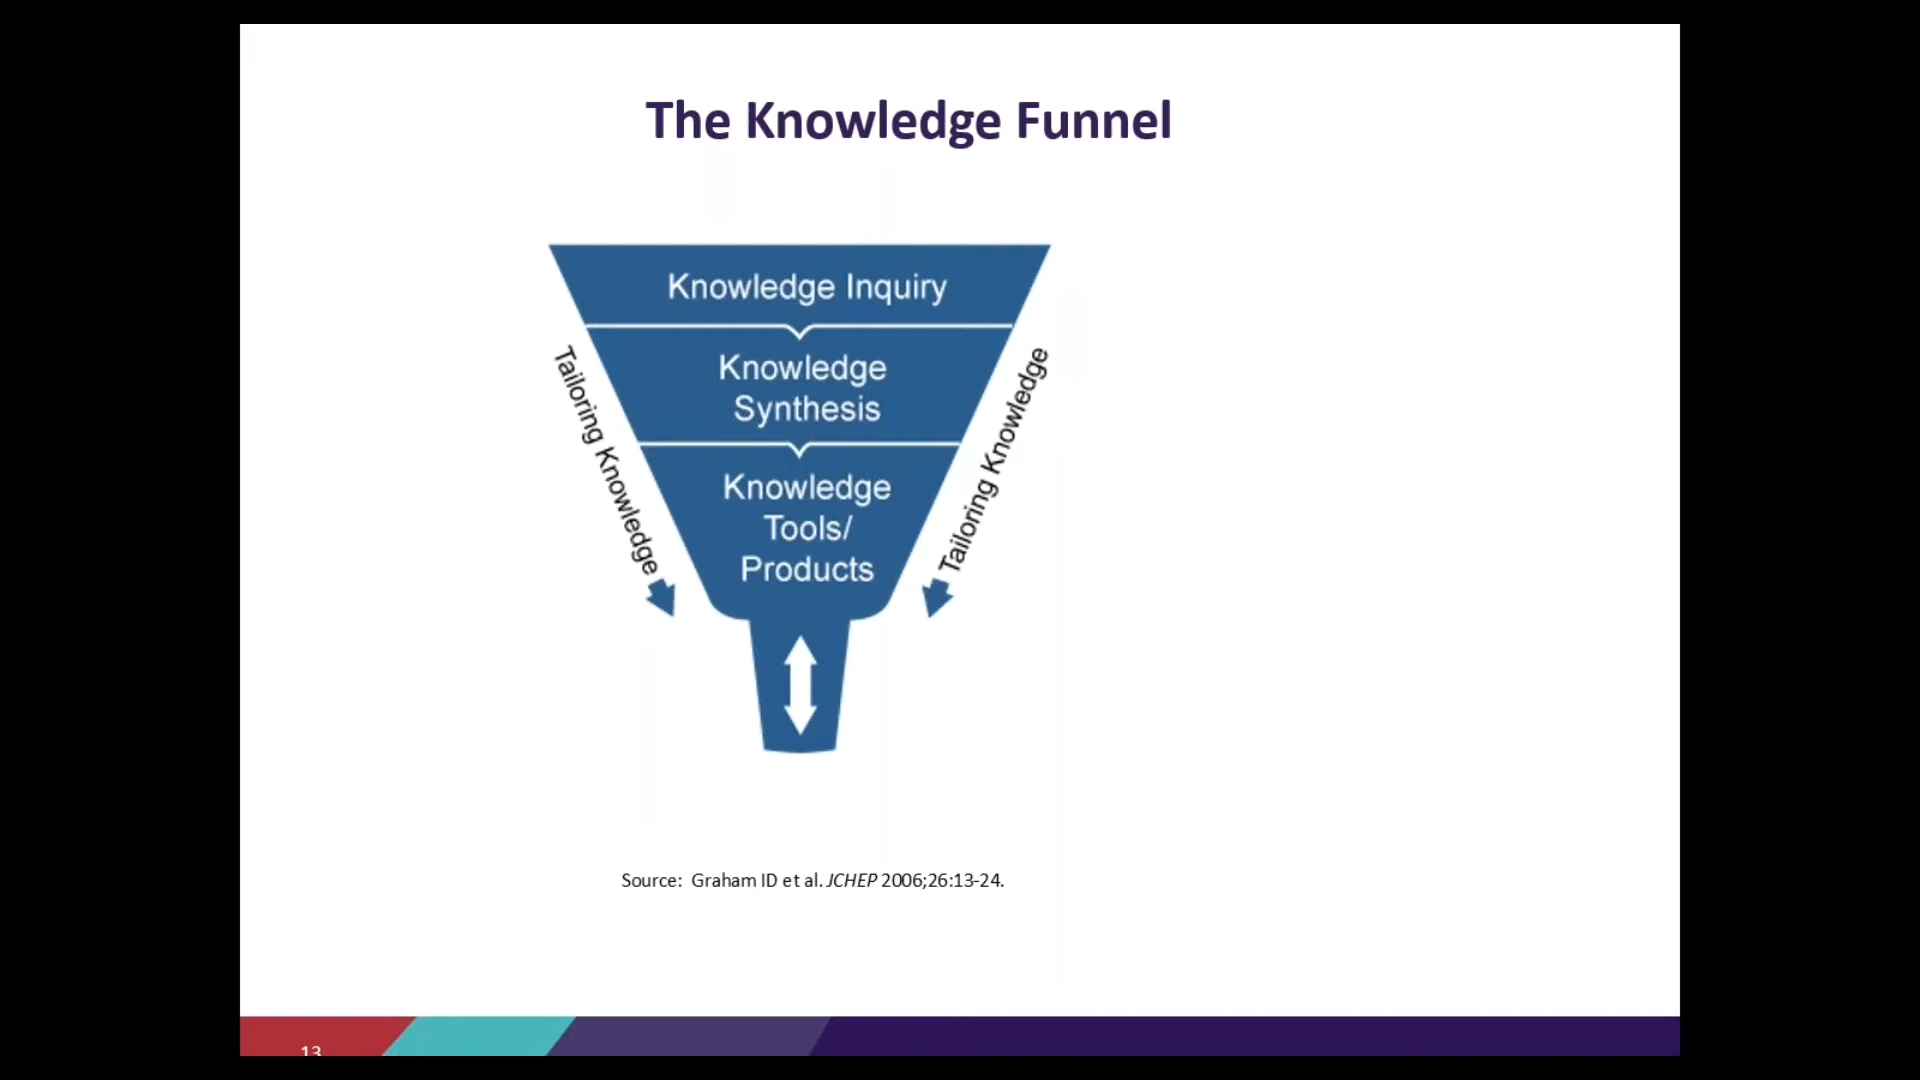 The Knowledge Funnel
Knowledge Inquiry
Knowledge
Synthesis
Knowledge
Tools/
Products
Tailoring Knowledge
Tailoring Knowledge
Source: Graham ID et al. JCHEP 2006;26:13-24.
13